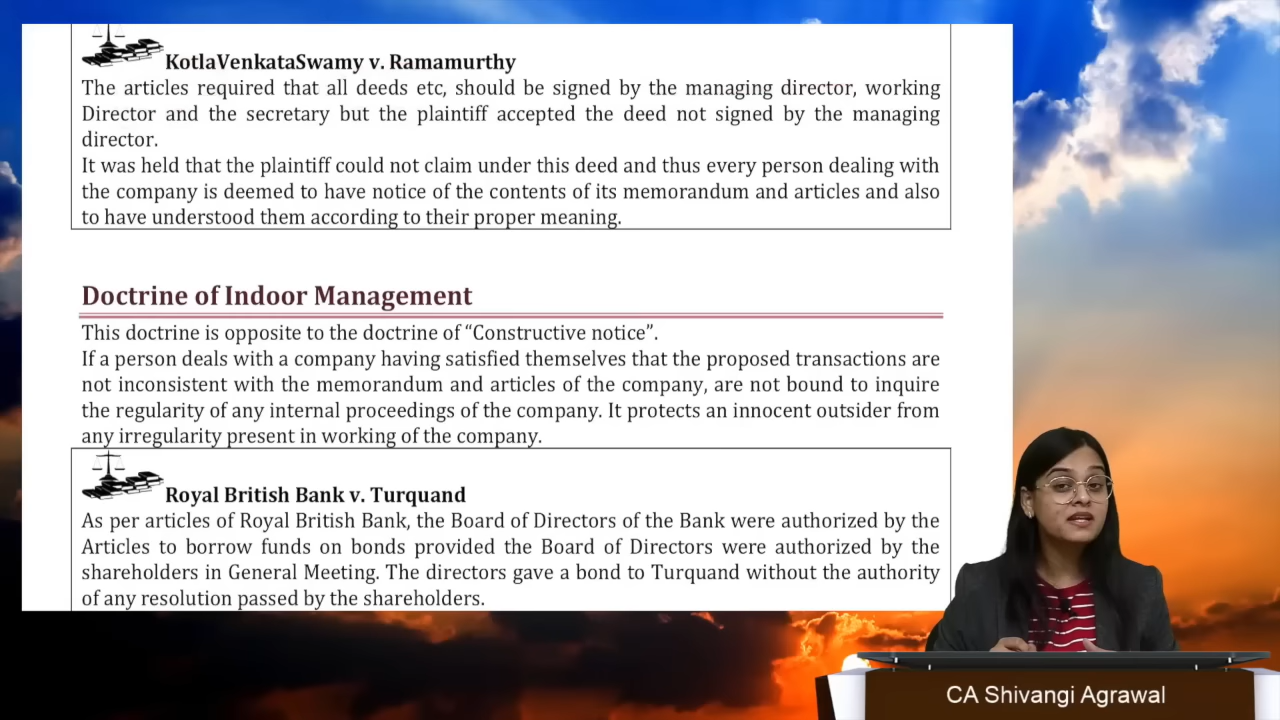 KotlaVenkataSwamy v. Ramamurthy
The articles required that all deeds etc, should be signed by the managing director, working
Director and the secretary but the plaintiff accepted the deed not signed by the managing
director.
It was held that the plaintiff could not claim under this deed and thus every person dealing with
the company is deemed to have notice of the contents of its memorandum and articles and also
to have understood them according to their proper meaning.
Doctrine of Indoor Management
This doctrine is opposite to the doctrine of “Constructive notice”.
If a person deals with a company having satisfied themselves that the proposed transactions are
not inconsistent with the memorandum and articles of the company, are not bound to inquire
the regularity of any internal proceedings of the company. It protects an innocent outsider from
any irregularity present in working of the company.
Royal British Bank v. Turquand
As per articles of Royal British Bank, the Board of Directors of the Bank were authorized by the
Articles to borrow funds on bonds provided the Board of Directors were authorized by the
shareholders in General Meeting. The directors gave a bond to Turquand without the authority
of any resolution passed by the shareholders.
CA Shivangi Agrawal